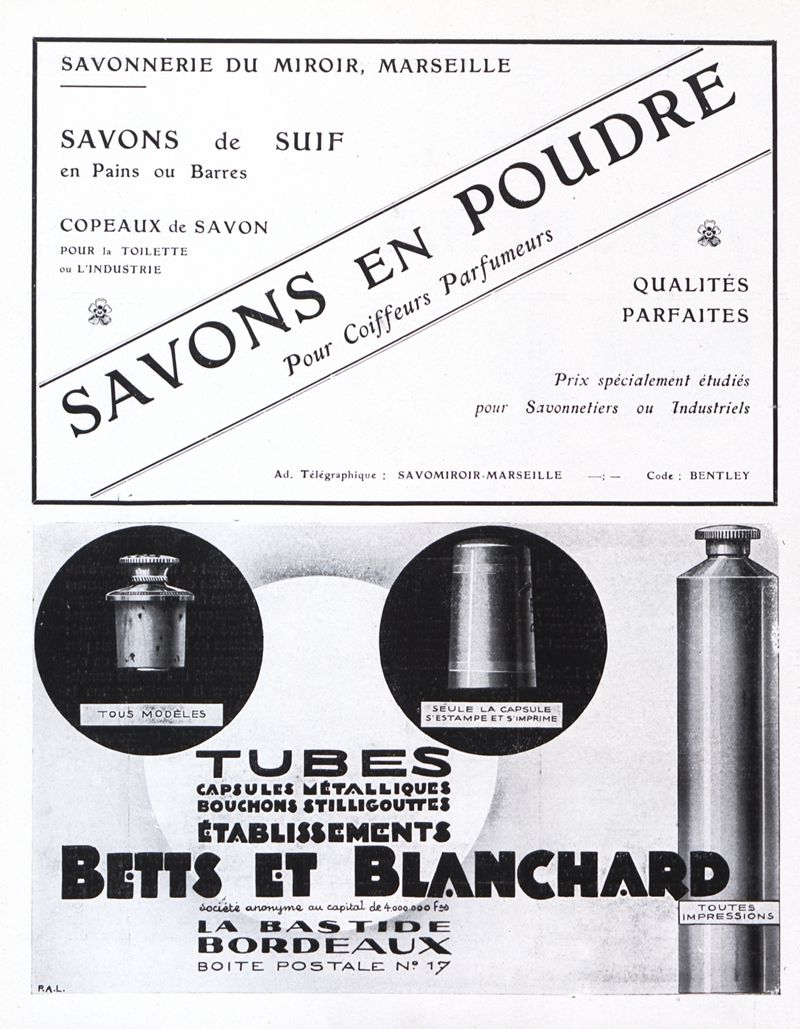 SAVONNERIE DU MIROIR, MARSEILLE
SAVONS de SUIF
en Pains ou Barres
COPEAUX de SAVON
POUR la TOILETTE
ou L'INDUSTRIE
SAVONS EN POUDRE
Pour Coiffeurs Parfumeurs
QUALITÉS
PARFAITES
Prix spécialement étudiés
pour Savonnetiers ou Industriels
Ad. Télégraphique : SAVOMIROIR-MARSEILLE —:— Code : BENTLEY
TOUS MODÈLES
SEULE LA CAPSULE
S'ESTAMPE ET S'IMPRIME
TUBES
CAPSULES MÉTALLIQUES
BOUCHONS STILLIGOUTTES
ÉTABLISSEMENTS
BETTS ET BLANCHARD
société anonyme au capital de 4.000.000 Fcs
LA BASTIDE
BORDEAUX
BOITE POSTALE N° 17
TOUTES
IMPRESSIONS
P.A.L.